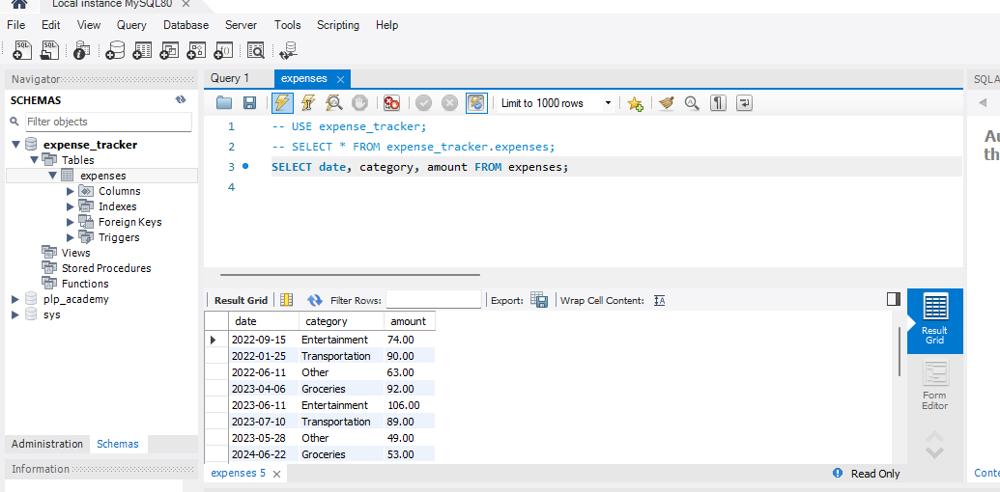 Local instance MySQL80
File Edit View Query Database Server Tools Scripting Help
Navigator
SCHEMAS
Filter objects
expense_tracker
Tables
expenses
Columns
Indexes
Foreign Keys
Triggers
Views
Stored Procedures
Functions
plp_academy
sys
Administration Schemas
Information
Query 1 expenses
Limit to 1000 rows
1 -- USE expense_tracker;
2 -- SELECT * FROM expense_tracker.expenses;
3 SELECT date, category, amount FROM expenses;
4
Result Grid Filter Rows: Export: Wrap Cell Content:
date category amount
2022-09-15 Entertainment 74.00
2022-01-25 Transportation 90.00
2022-06-11 Other 63.00
2023-04-06 Groceries 92.00
2023-06-11 Entertainment 106.00
2023-07-10 Transportation 89.00
2023-05-28 Other 49.00
2024-06-22 Groceries 53.00
Result
Grid
Form
Editor
expenses 5
Read Only
SQLA
Au
th
Conte